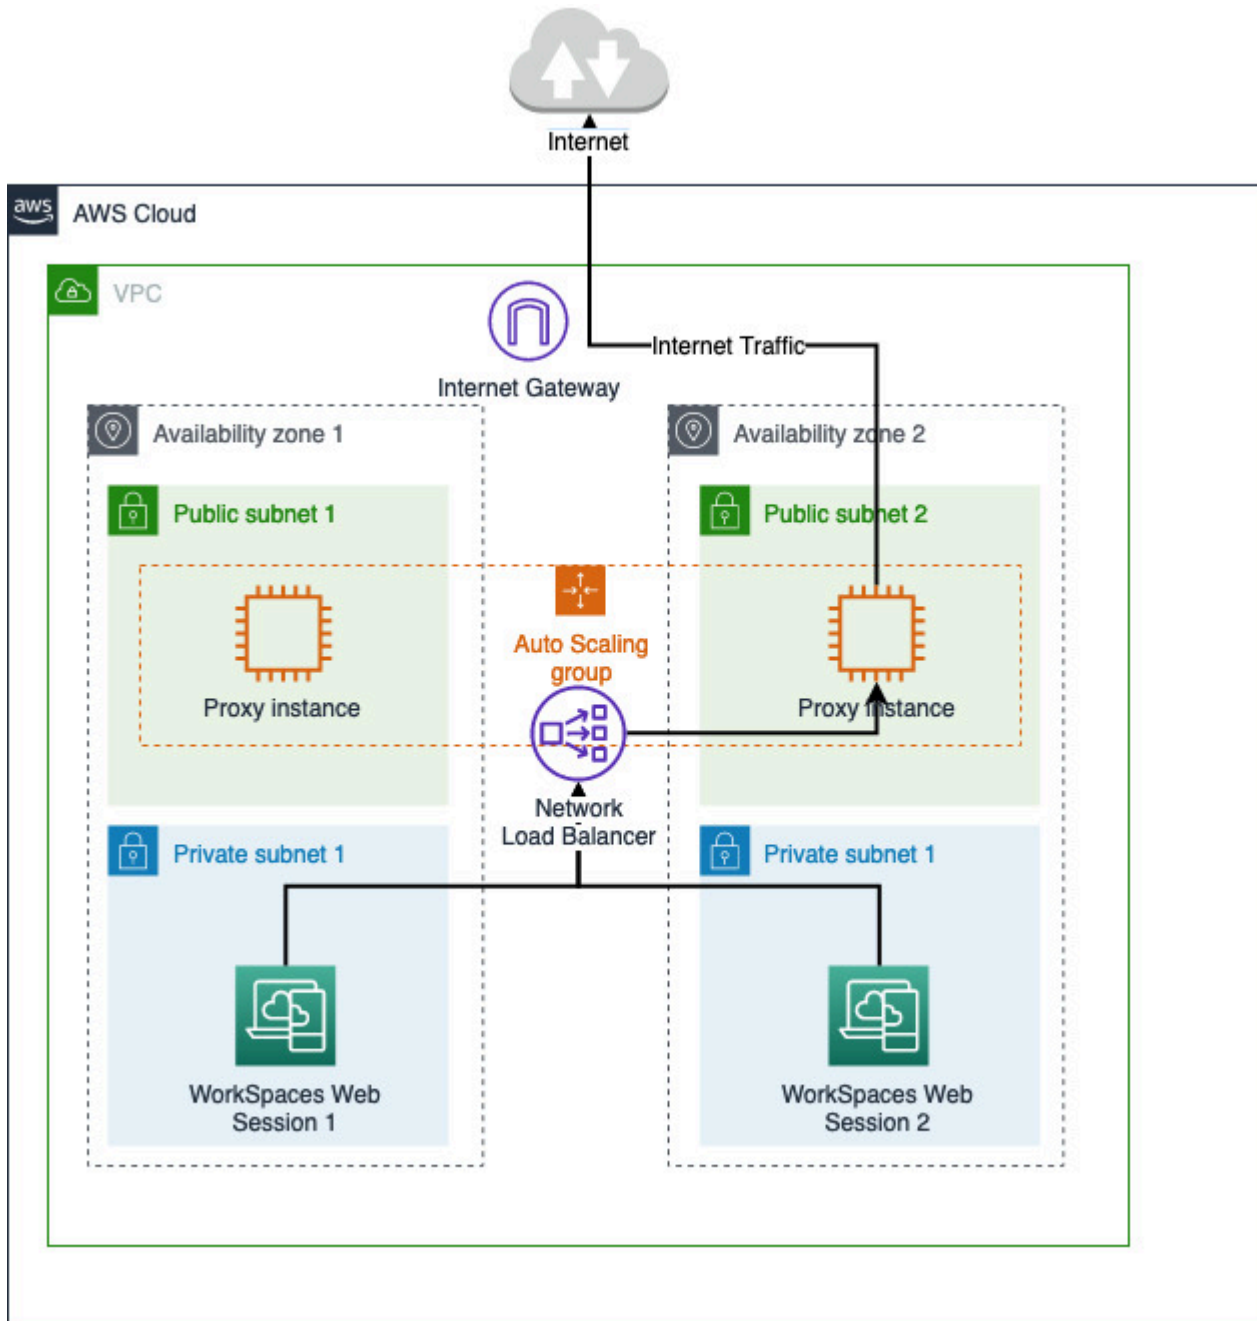 Internet
aws
AWS Cloud
VPC
Internet Traffic
Internet Gateway
Availability zone 1
Availability zone 2
Public subnet 1
Public subnet 2
Auto Scaling
group
Proxy instance
Proxy instance
Network
Load Balancer
Private subnet 1
Private subnet 1
WorkSpaces Web
Session 1
WorkSpaces Web
Session 2